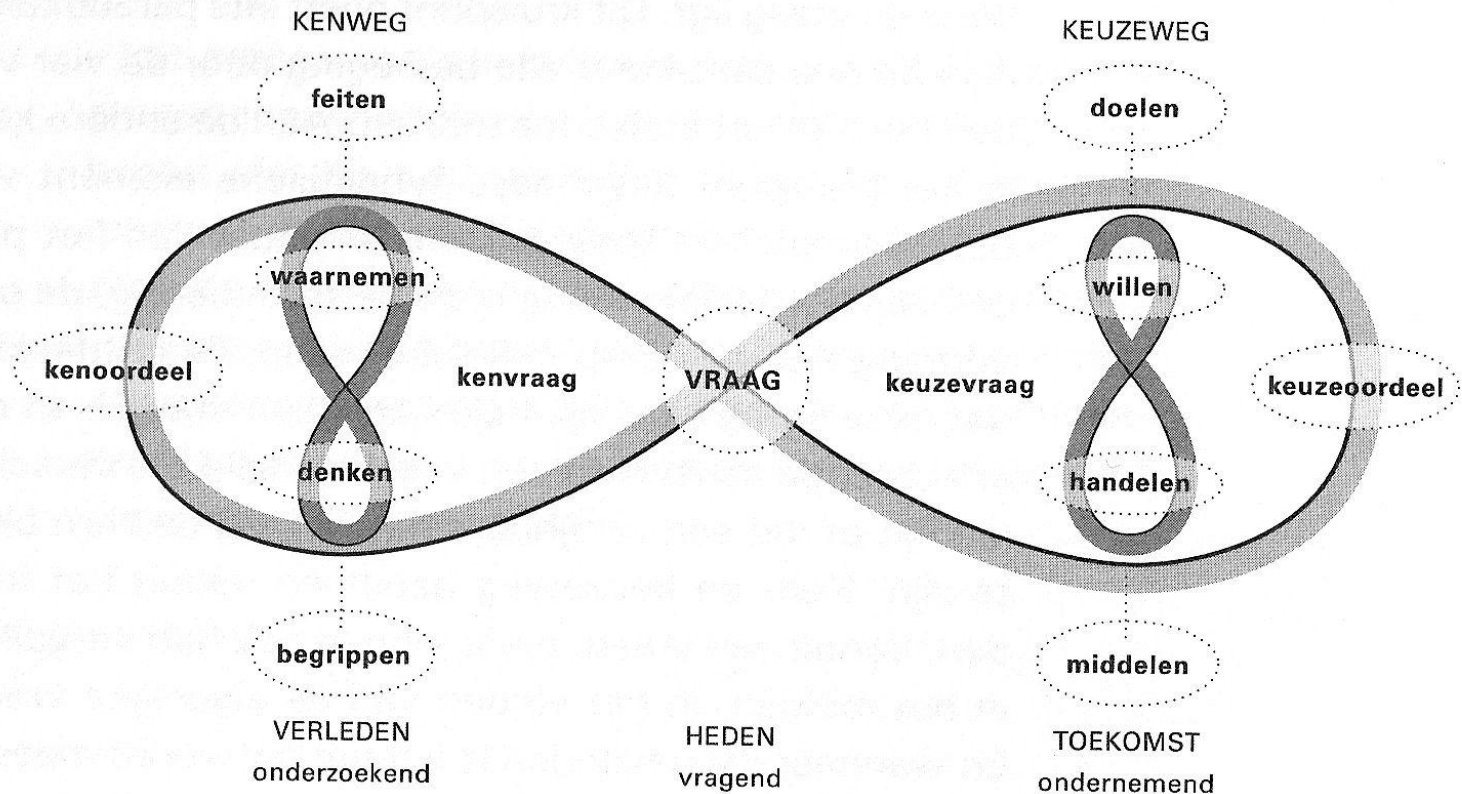 KENWEG
KEUZEWEG
feiten
doelen
waarnemen
willen
kenoordeel
kenvraag
VRAAG
keuzevraag
keuzeoordeel
denken
handelen
begrippen
middelen
VERLEDEN
HEDEN
TOEKOMST
onderzoekend
vragend
ondernemend